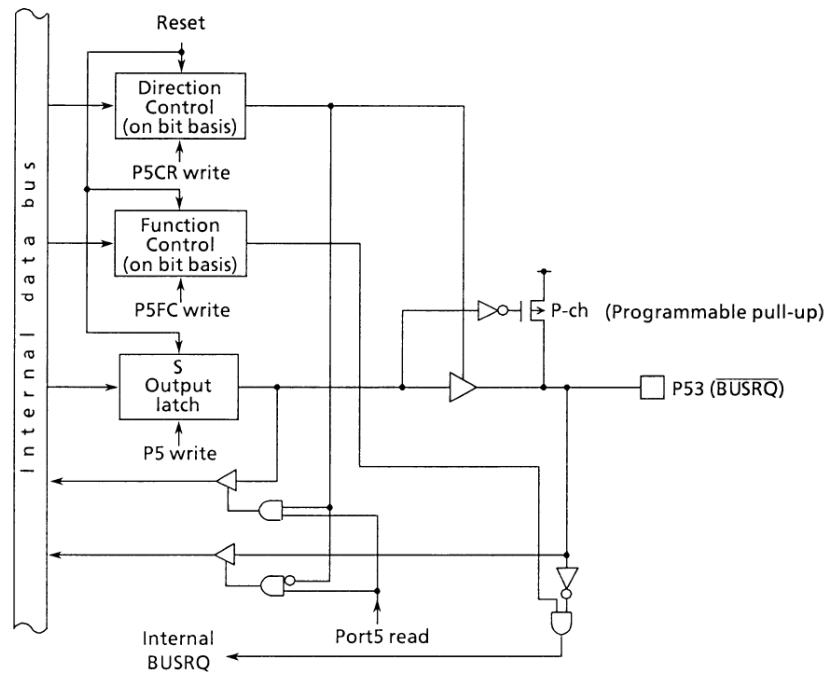 Reset
Direction
Control
(on bit basis)
P5CR write
Function
Control
(on bit basis)
P5FC write
P-ch (Programmable pull-up)
S
Output
latch
P53 (BUSRQ)
P5 write
Internal data bus
Port5 read
Internal
BUSRQ